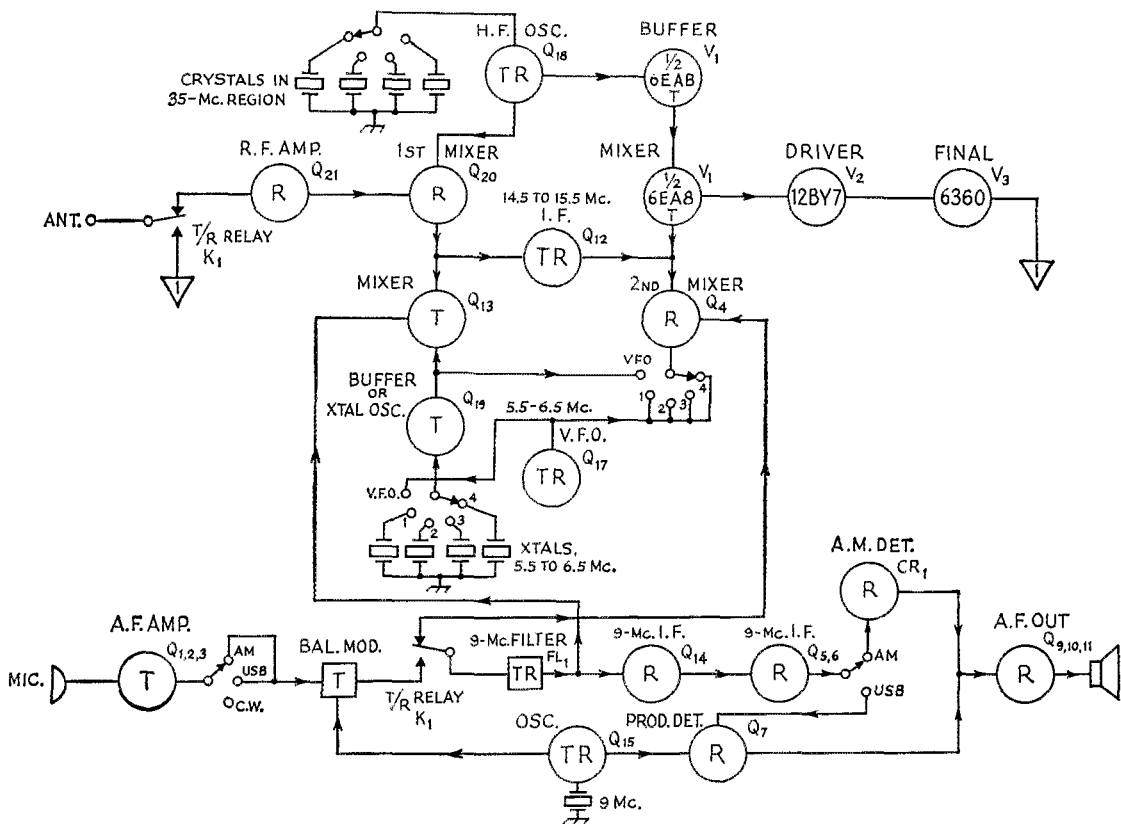 H.F. OSC.
Q18
TR
BUFFER
V1
1/2
6EA8
T
CRYSTALS IN
35-Mc. REGION
R.F. AMP.
Q21
R
1ST MIXER
Q20
R
MIXER
V1
1/2
6EA8
T
DRIVER
V2
12BY7
FINAL
V3
6360
ANT.
T/R RELAY
K1
1
14.5 TO 15.5 Mc.
I.F.
Q12
TR
1
MIXER
Q13
T
2ND MIXER
Q4
R
VFO
1
2
3
4
BUFFER
OR
XTAL OSC.
Q19
T
5.5-6.5 Mc.
V.F.O.
Q17
TR
V.F.O.
1
2
3
4
XTALS,
5.5 TO 6.5 Mc.
A.M. DET.
CR1
R
A.F. AMP.
Q1,2,3
T
MIC.
AM
USB
C.W.
BAL. MOD.
T
T/R RELAY
K1
9-Mc. FILTER
FL1
TR
9-Mc. I.F.
Q14
R
9-Mc. I.F.
Q5,6
R
AM
USB
A.F. OUT
Q9,10,11
R
OSC.
Q15
TR
PROD. DET.
Q7
R
9 Mc.